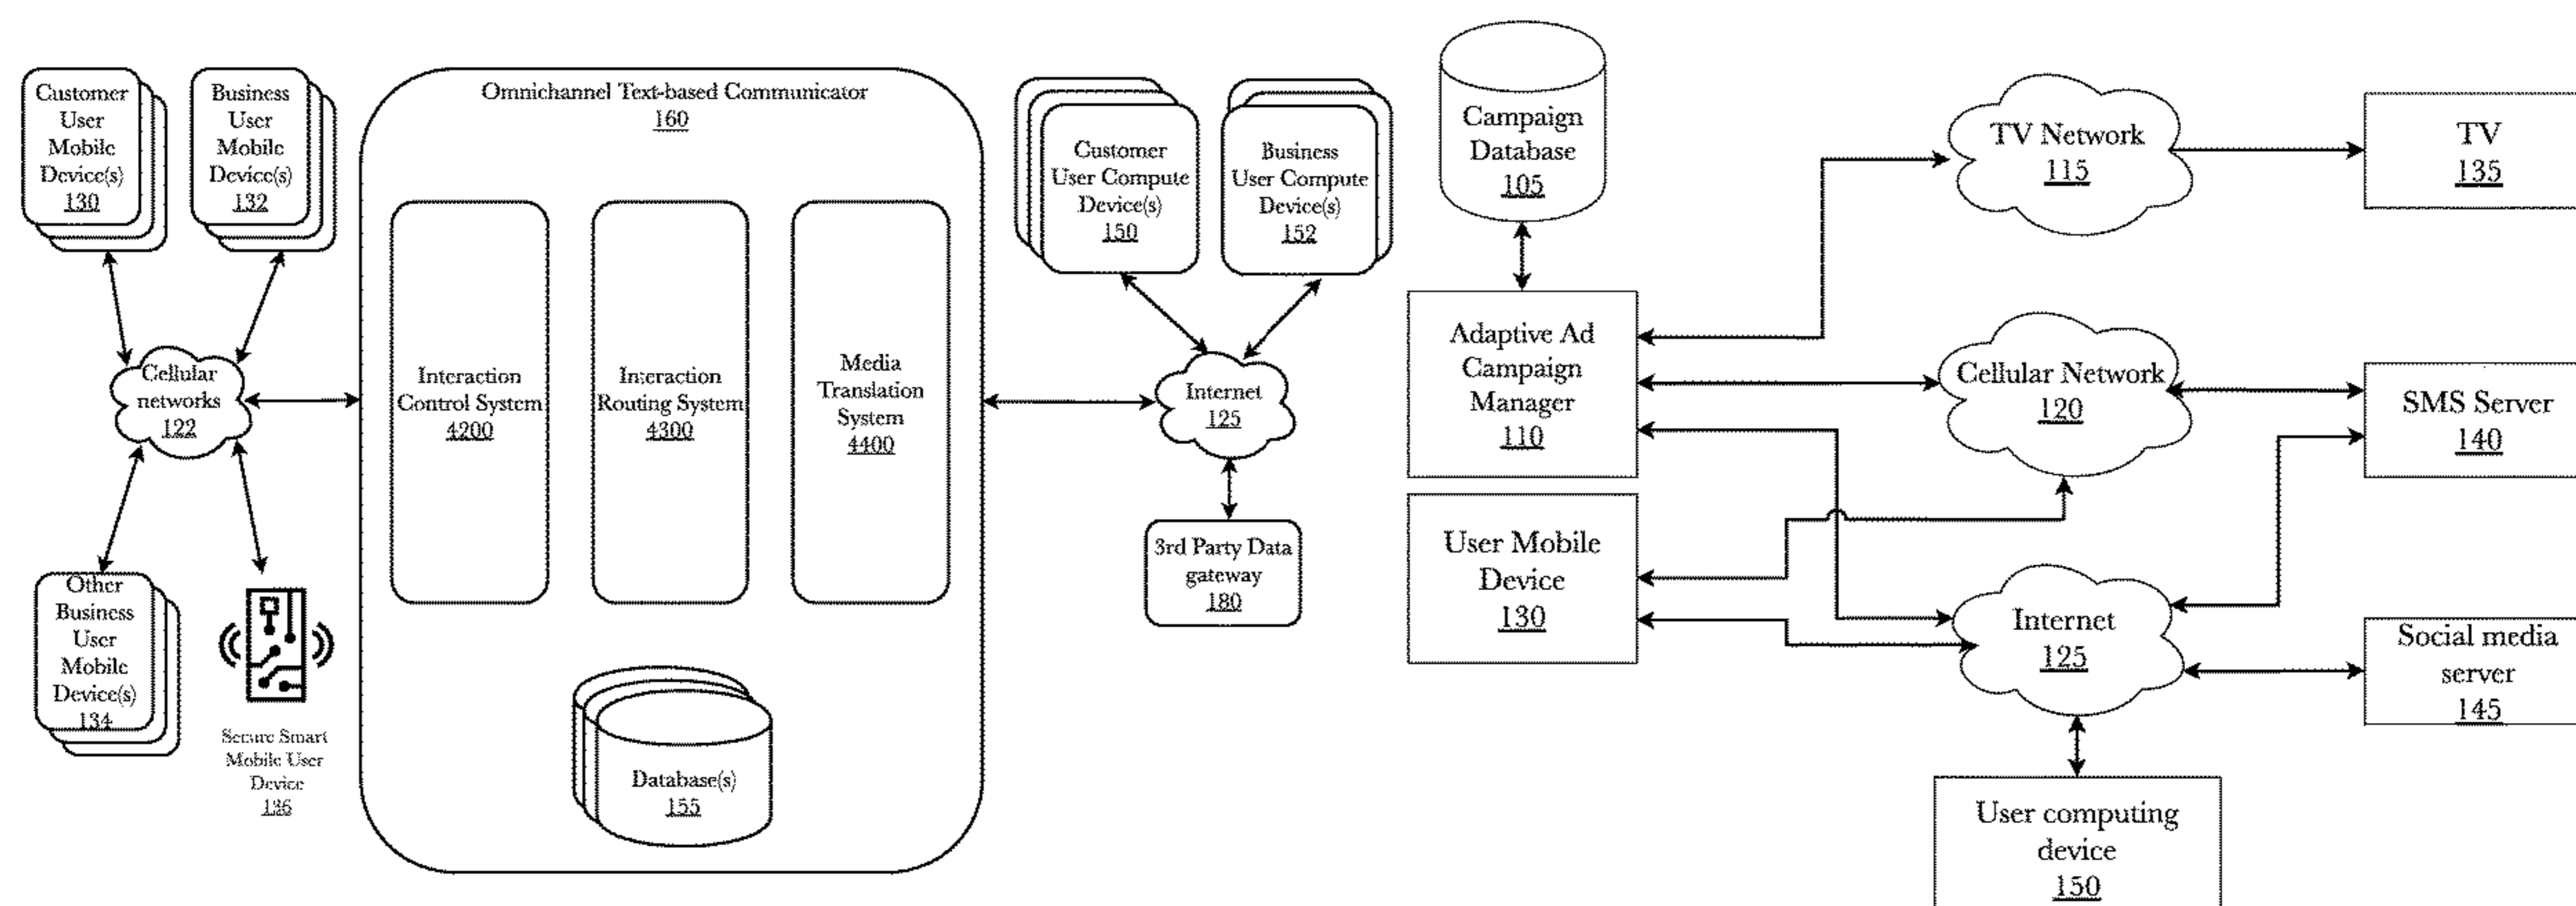 Customer
User
Mobile
Device(s)
130
Business
User
Mobile
Device(s)
132
Cellular
networks
122
Other
Business
User
Mobile
Device(s)
134
Secure Smart
Mobile User
Device
136
Omnichannel Text-based Communicator
160
Interaction
Control System
4200
Interaction
Routing System
4300
Media
Translation
System
4400
Database(s)
155
Customer
User Compute
Device(s)
150
Business
User Compute
Device(s)
152
Internet
125
3rd Party Data
gateway
180
Campaign
Database
105
Adaptive Ad
Campaign
Manager
110
User Mobile
Device
130
TV Network
115
Cellular Network
120
Internet
125
User computing
device
150
TV
135
SMS Server
140
Social media
server
145